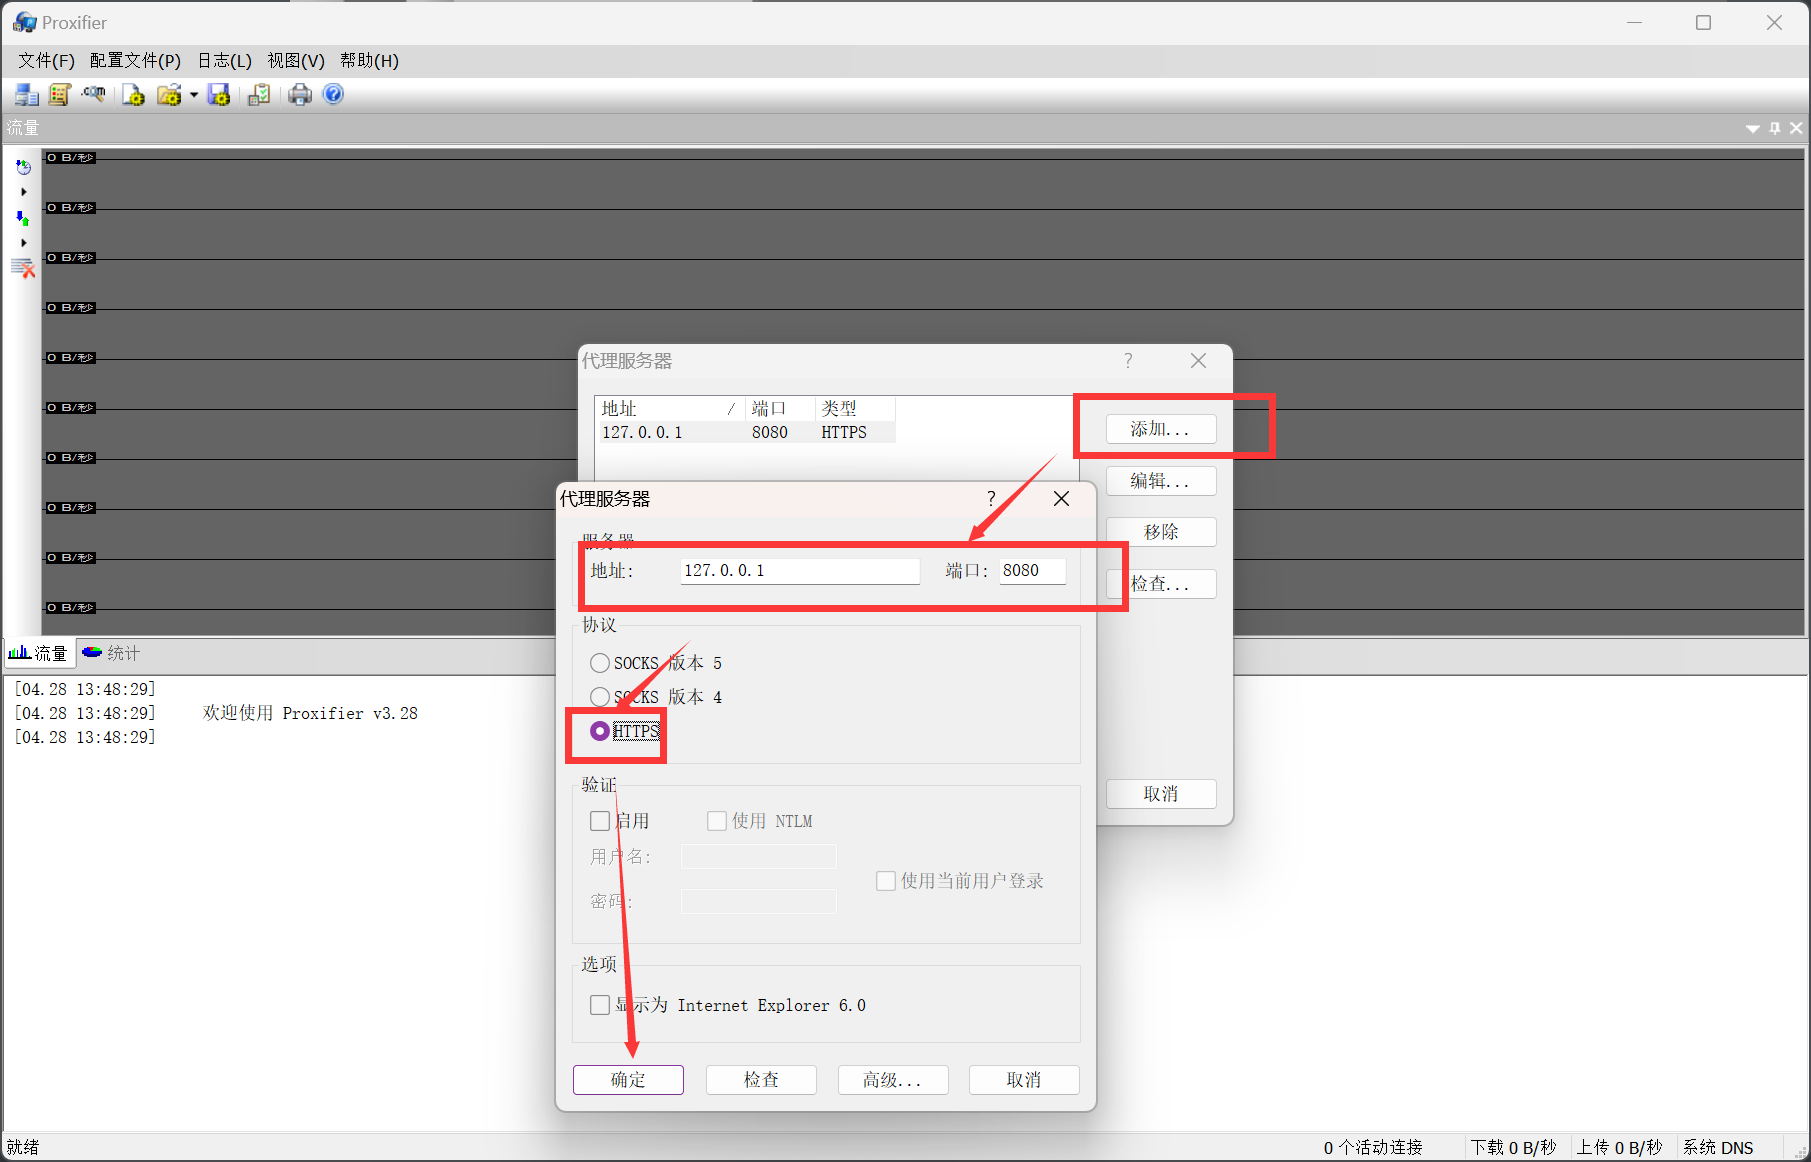 Proxifier
文件(F) 配置文件(P) 日志(L) 视图(V) 帮助(H)
.com
流量
0 B/秒
0 B/秒
0 B/秒
0 B/秒
0 B/秒
0 B/秒
0 B/秒
0 B/秒
0 B/秒
0 B/秒
代理服务器 ?
地址 / 端口 类型
127.0.0.1 8080 HTTPS
添加...
编辑...
移除
检查...
取消
代理服务器 ?
服务器
地址: 127.0.0.1 端口: 8080
协议
SOCKS 版本 5
SOCKS 版本 4
HTTPS
验证
启用 使用 NTLM
用户名:
使用当前用户登录
密码:
选项
显示为 Internet Explorer 6.0
确定 检查 高级... 取消
流量 统计
[04.28 13:48:29]
[04.28 13:48:29] 欢迎使用 Proxifier v3.28
[04.28 13:48:29]
就绪 0 个活动连接 下载 0 B/秒 上传 0 B/秒 系统 DNS